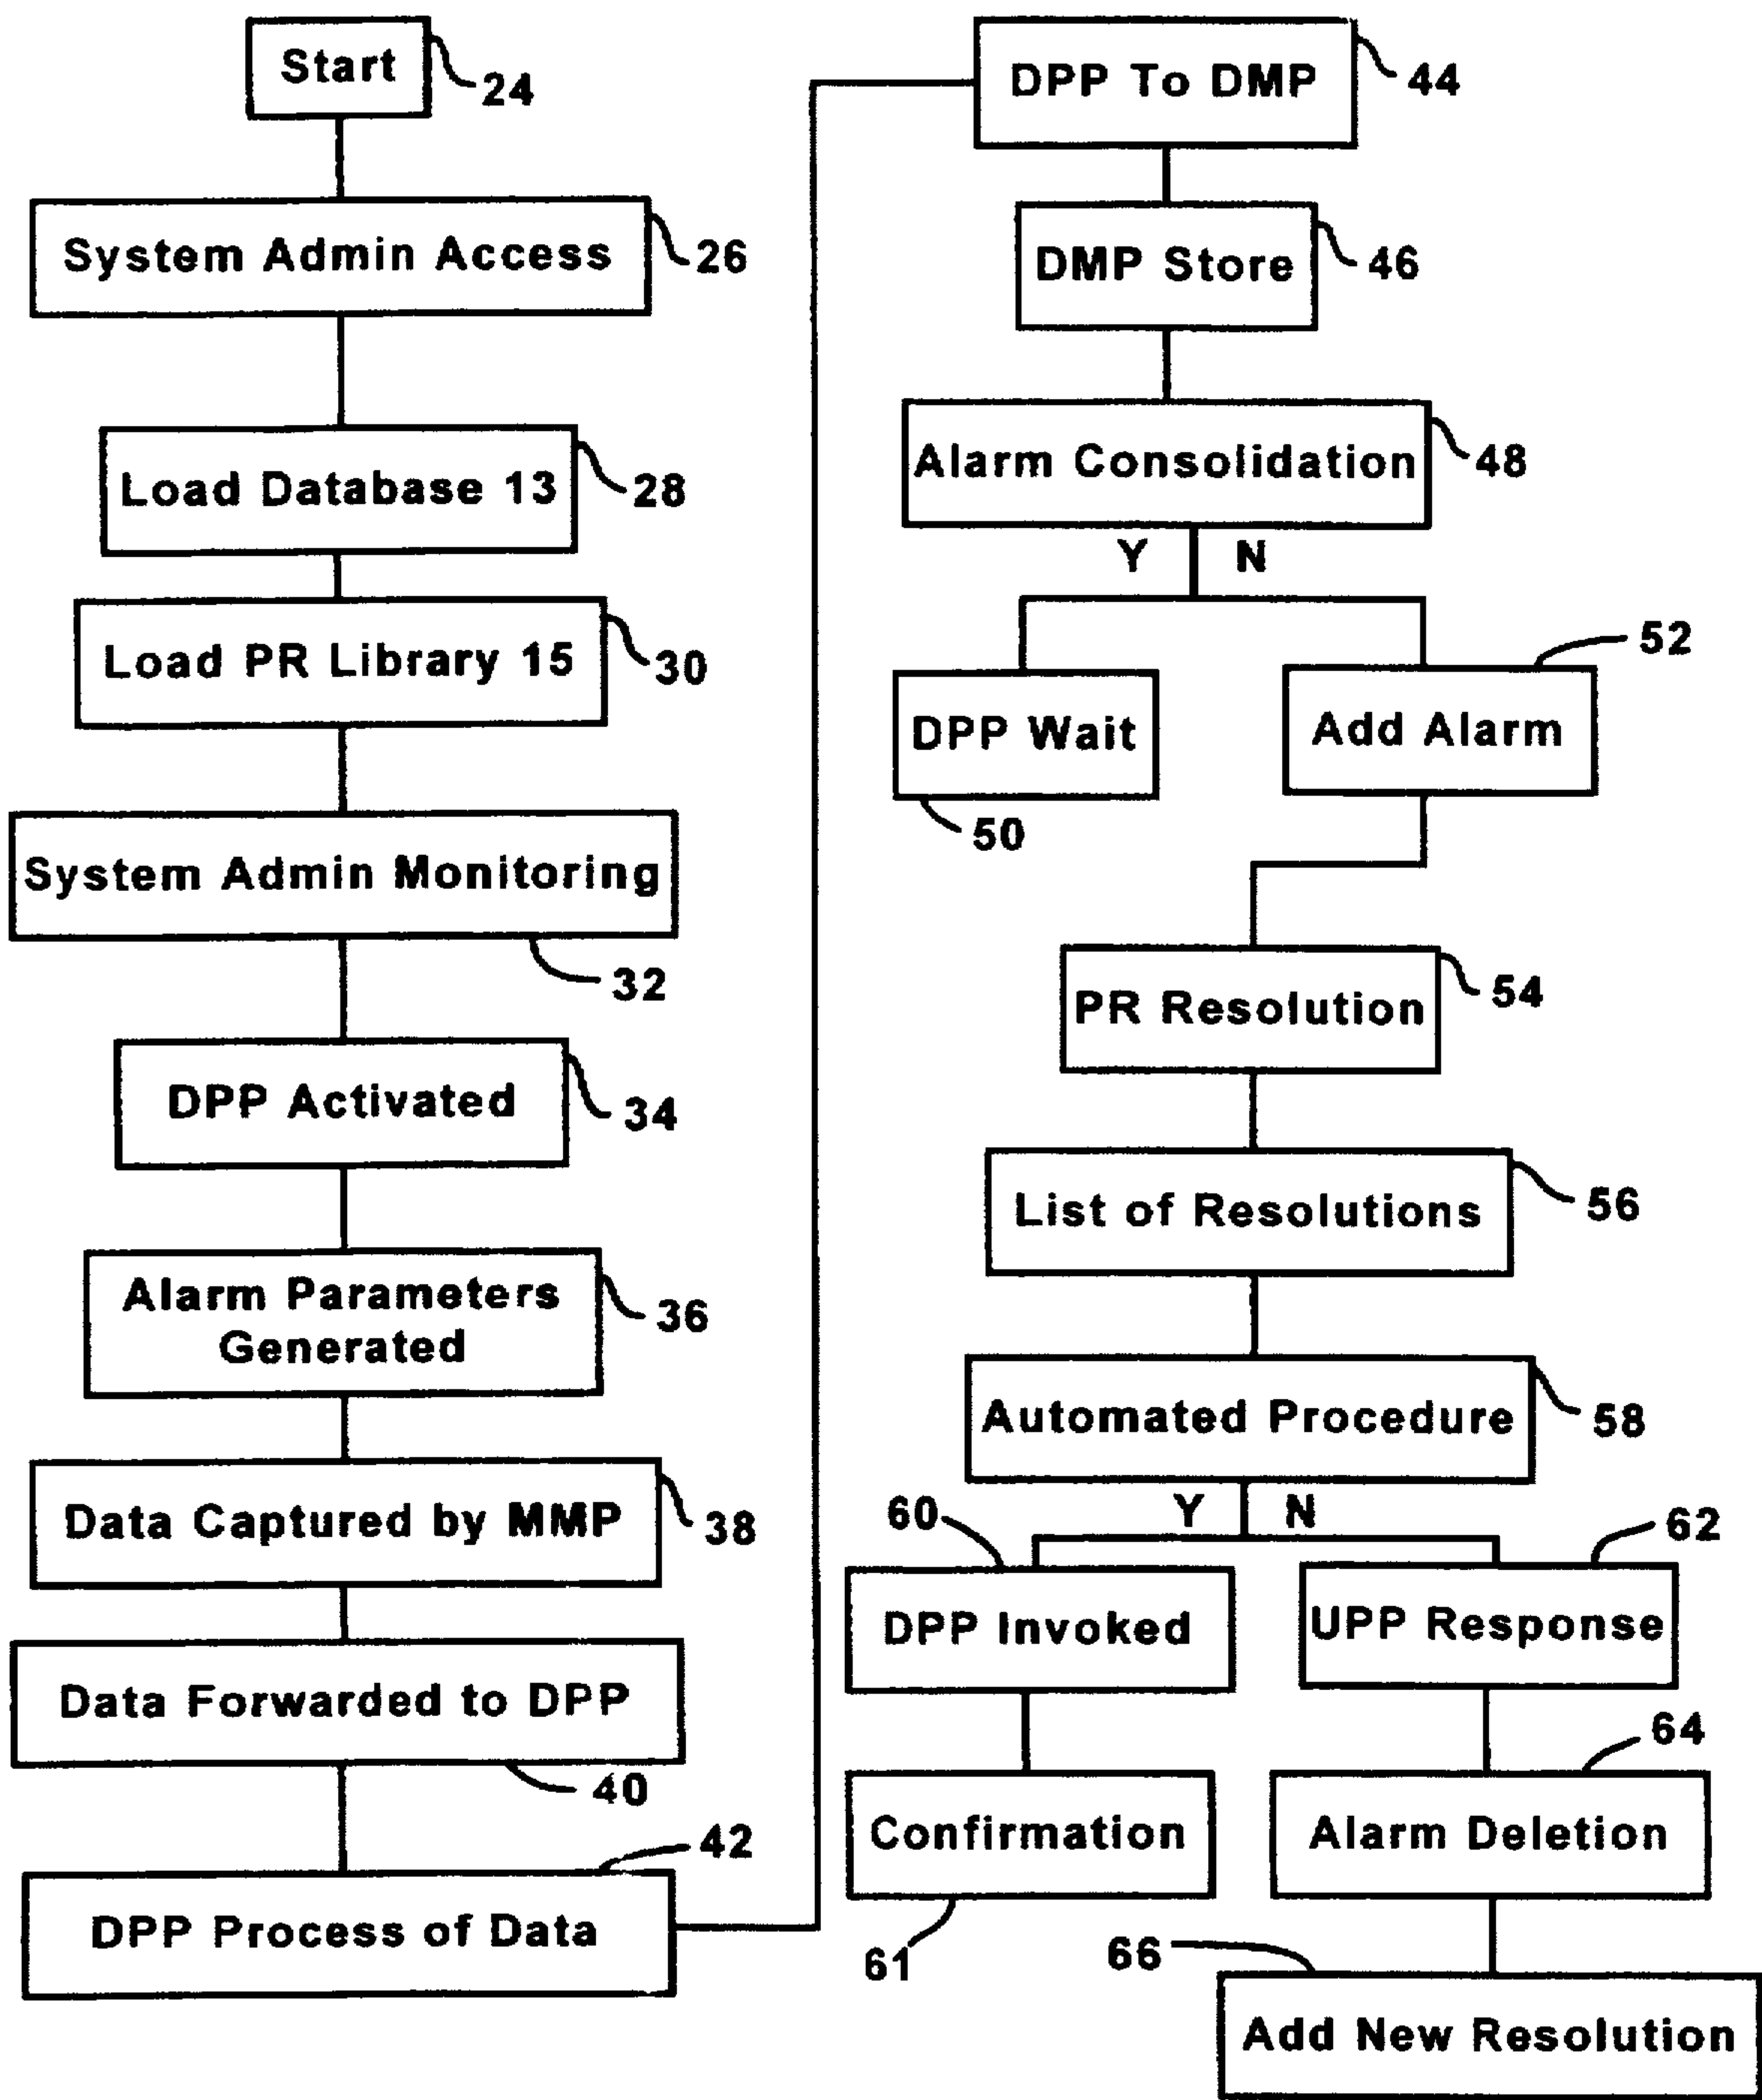 Start
24
System Admin Access
26
Load Database 13
28
Load PR Library 15
30
System Admin Monitoring
32
DPP Activated
34
Alarm Parameters
Generated
36
Data Captured by MMP
38
Data Forwarded to DPP
40
42
DPP Process of Data
DPP To DMP
44
DMP Store
46
Alarm Consolidation
48
Y N
52
DPP Wait
Add Alarm
50
PR Resolution
54
List of Resolutions
56
Automated Procedure
58
Y N
60
62
DPP Invoked
UPP Response
64
Confirmation
Alarm Deletion
61
66
Add New Resolution